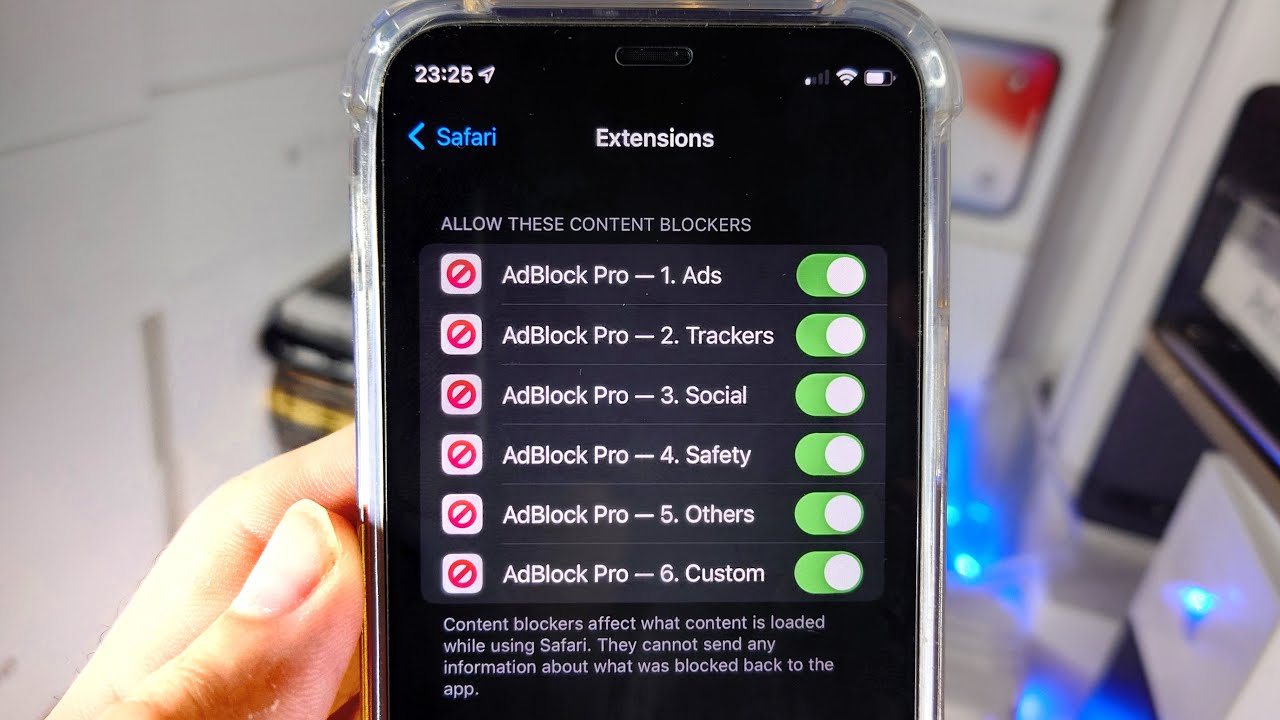 23:25
Safari
Extensions
ALLOW THESE CONTENT BLOCKERS
AdBlock Pro — 1. Ads
AdBlock Pro — 2. Trackers
AdBlock Pro — 3. Social
AdBlock Pro — 4. Safety
AdBlock Pro — 5. Others
AdBlock Pro — 6. Custom
Content blockers affect what content is loaded
while using Safari. They cannot send any
information about what was blocked back to the
app.